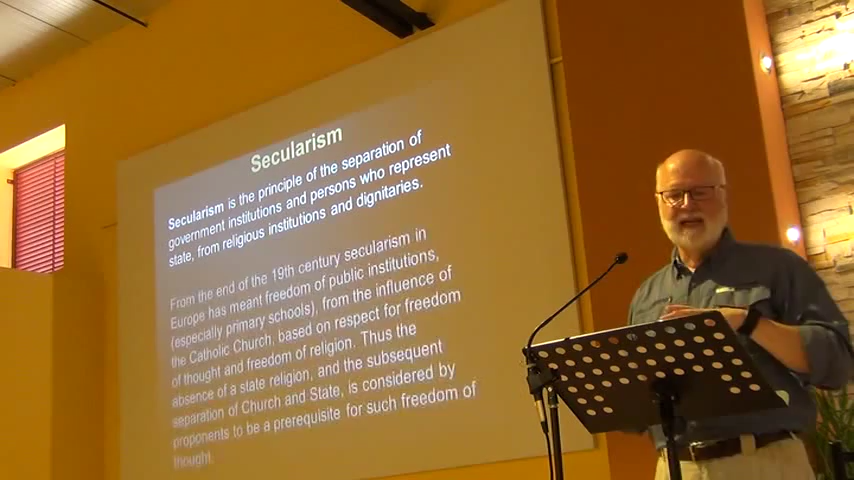 Secularism
Secularism is the principle of the separation of
government institutions and persons who represent
state, from religious institutions and dignitaries.
From the end of the 19th century secularism in
Europe has meant freedom of public institutions,
(especially primary schools), from the influence of
the Catholic Church, based on respect for freedom
of thought and freedom of religion. Thus the
absence of a state religion, and the subsequent
separation of Church and State, is considered by
proponents to be a prerequisite for such freedom of
thought.